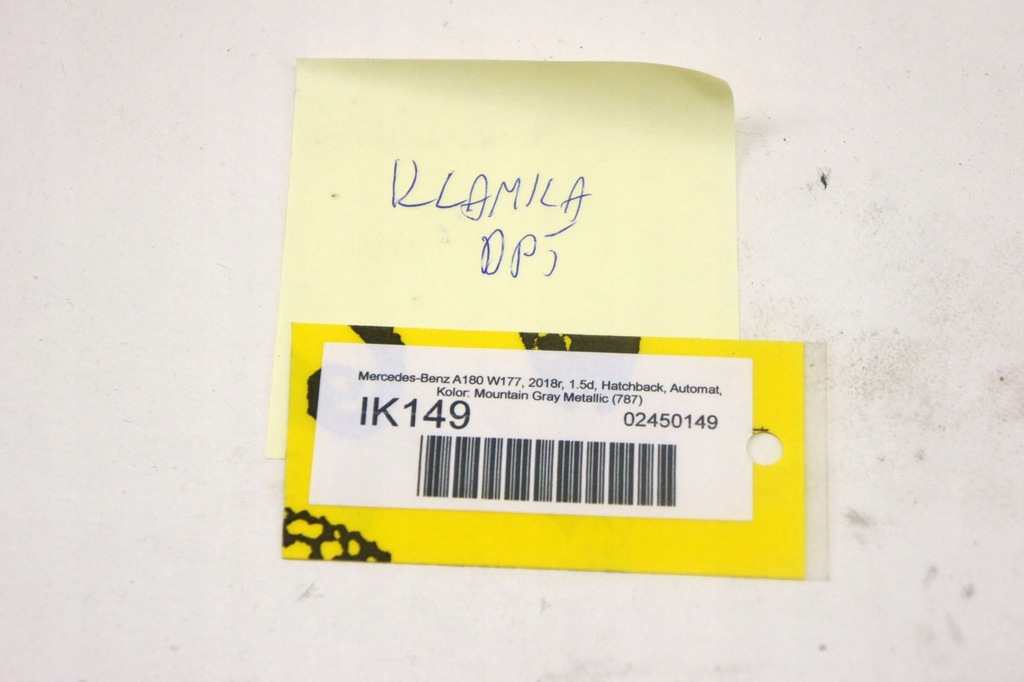 KLAMKA
DPJ
Mercedes-Benz A180 W177, 2018r, 1.5d, Hatchback, Automat,
Kolor: Mountain Gray Metallic (787)
IK149 02450149